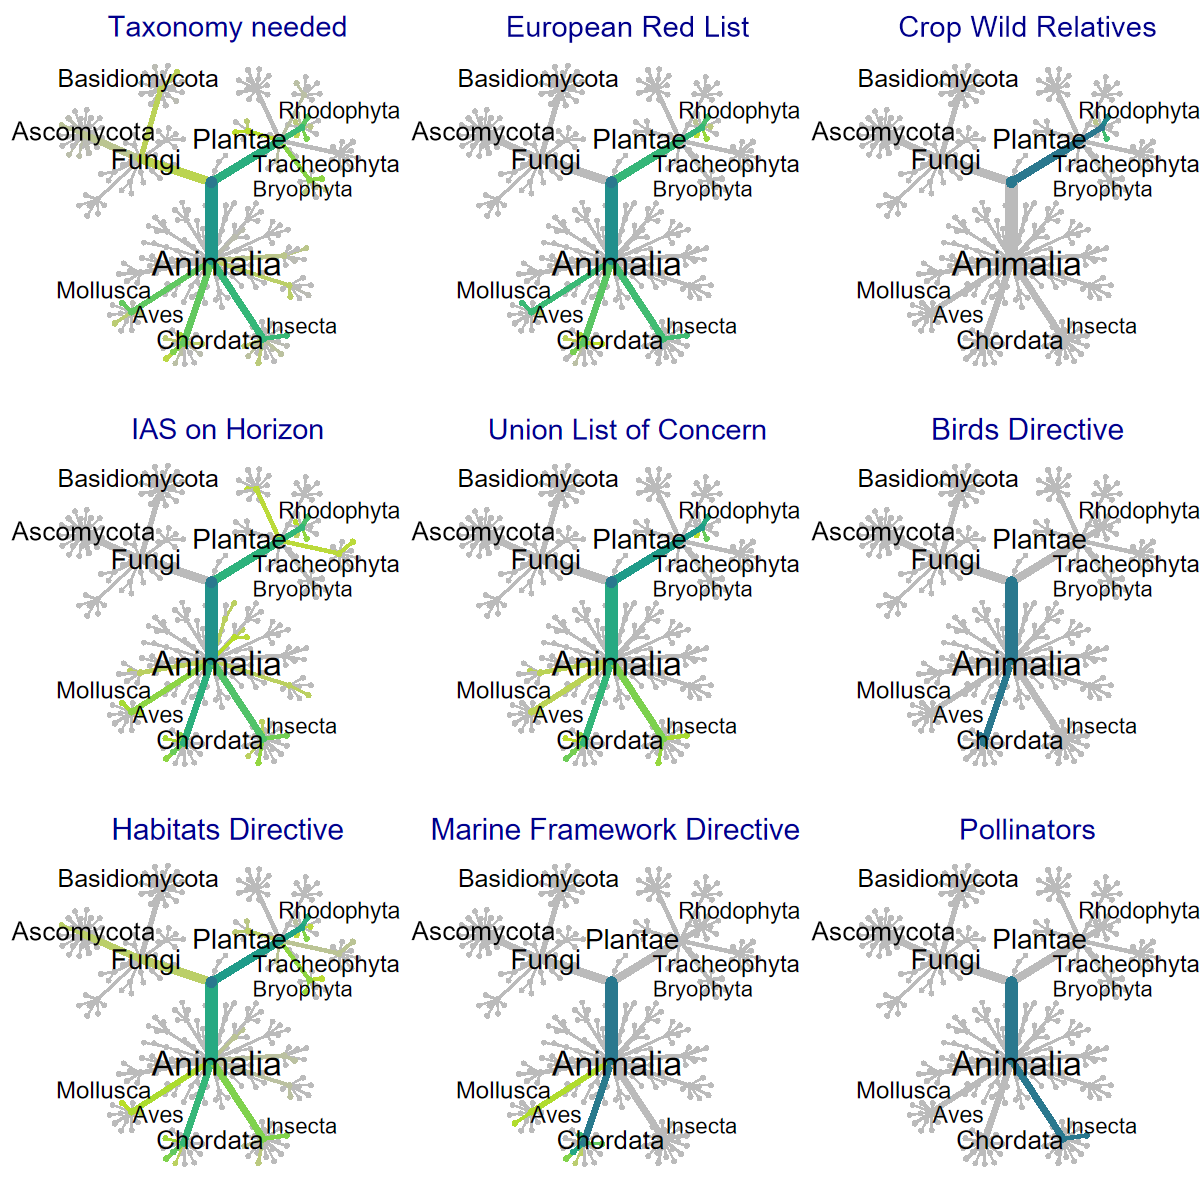 Taxonomy needed
Basidiomycota
Rhodophyta
Ascomycota
Plantae
Fungi
Tracheophyta
Bryophyta
Animalia
Mollusca
Aves
Insecta
Chordata
European Red List
Basidiomycota
Rhodophyta
Ascomycota
Plantae
Fungi
Tracheophyta
Bryophyta
Animalia
Mollusca
Aves
Insecta
Chordata
Crop Wild Relatives
Basidiomycota
Rhodophyta
Ascomycota
Plantae
Fungi
Tracheophyta
Bryophyta
Animalia
Mollusca
Aves
Insecta
Chordata
IAS on Horizon
Basidiomycota
Rhodophyta
Ascomycota
Plantae
Fungi
Tracheophyta
Bryophyta
Animalia
Mollusca
Aves
Insecta
Chordata
Union List of Concern
Basidiomycota
Rhodophyta
Ascomycota
Plantae
Fungi
Tracheophyta
Bryophyta
Animalia
Mollusca
Aves
Insecta
Chordata
Birds Directive
Basidiomycota
Rhodophyta
Ascomycota
Plantae
Fungi
Tracheophyta
Bryophyta
Animalia
Mollusca
Aves
Insecta
Chordata
Habitats Directive
Basidiomycota
Rhodophyta
Ascomycota
Plantae
Fungi
Tracheophyta
Bryophyta
Animalia
Mollusca
Aves
Insecta
Chordata
Marine Framework Directive
Basidiomycota
Rhodophyta
Ascomycota
Plantae
Fungi
Tracheophyta
Bryophyta
Animalia
Mollusca
Aves
Insecta
Chordata
Pollinators
Basidiomycota
Rhodophyta
Ascomycota
Plantae
Fungi
Tracheophyta
Bryophyta
Animalia
Mollusca
Aves
Insecta
Chordata